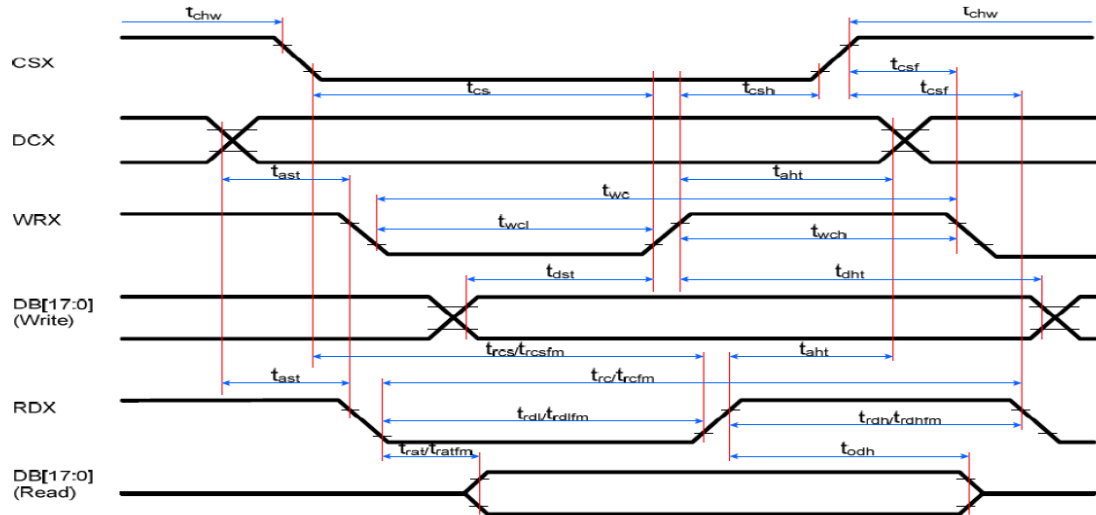 tchw tchw
CSX
tcsf
tcs tcsh
tcsf
DCX
tast taht
twc
WRX
twcl
twch
tdst tdht
DB[17:0]
(Write)
trcs/trcsfm taht
tast trc/trcfm
RDX
trdl/trdlfm trdh/trdhfm
trat/tratfm todh
DB[17:0]
(Read)